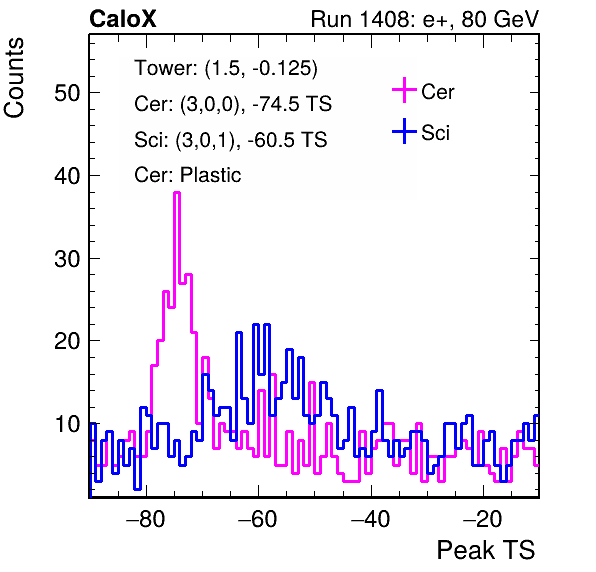 CaloX Run 1408: e+, 80 GeV
Counts
Tower: (1.5, -0.125)
Cer: (3,0,0), -74.5 TS
Sci: (3,0,1), -60.5 TS
Cer: Plastic
Cer
Sci
50
40
30
20
10
−80 −60 −40 −20
Peak TS